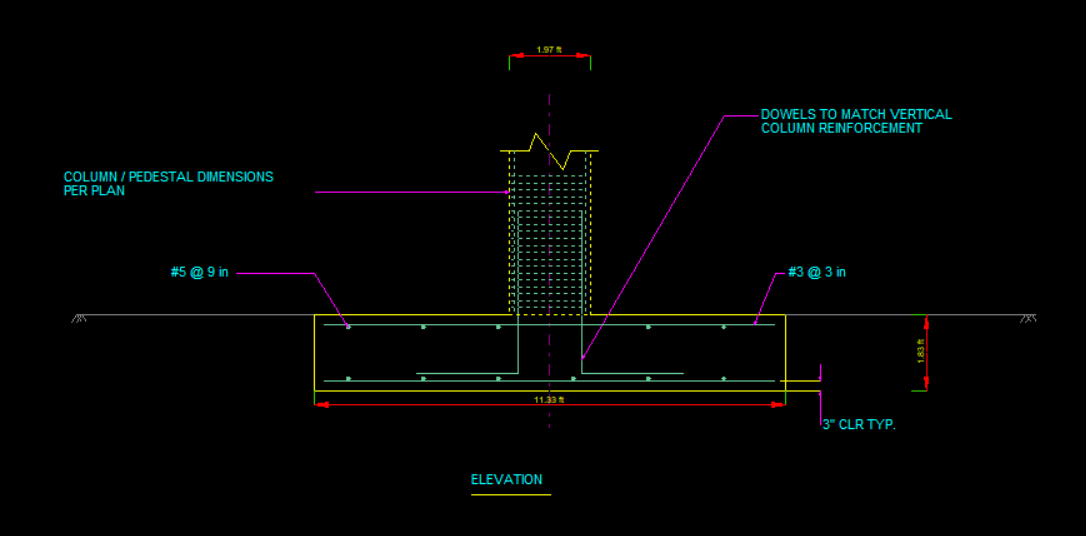 1.97 ft
DOWELS TO MATCH VERTICAL
COLUMN REINFORCEMENT
COLUMN / PEDESTAL DIMENSIONS
PER PLAN
#5 @ 9 in
#3 @ 3 in
1.83 ft
11.33 ft
3" CLR TYP.
ELEVATION